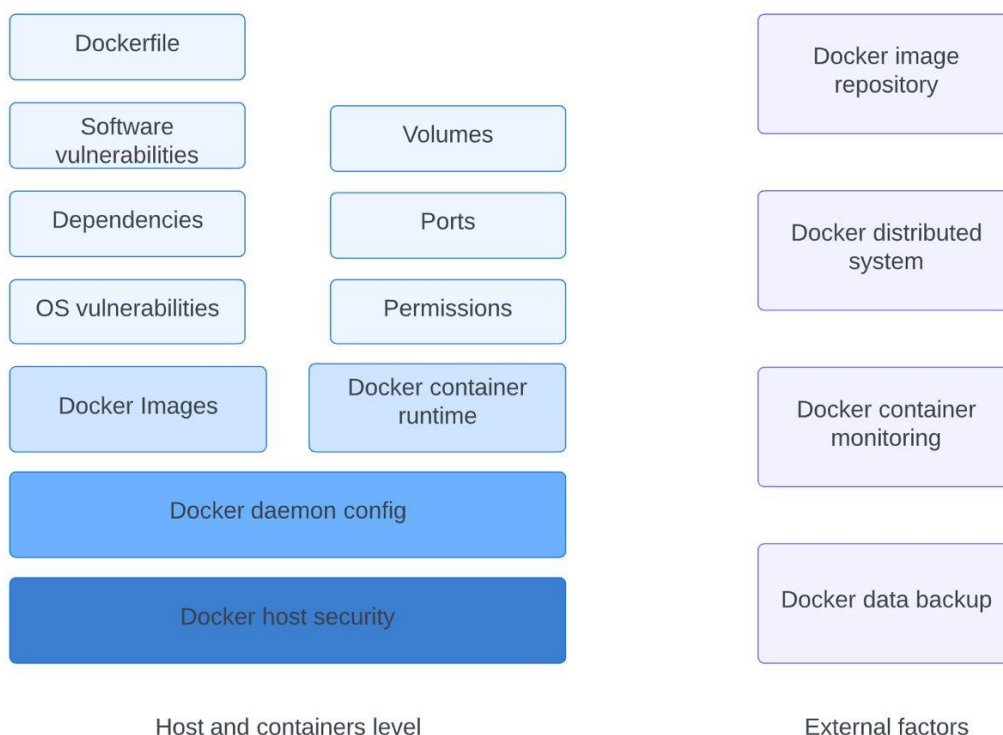 Dockerfile
Software
vulnerabilities
Dependencies
OS vulnerabilities
Docker Images
Volumes
Ports
Permissions
Docker container
runtime
Docker daemon config
Docker host security
Host and containers level
Docker image
repository
Docker distributed
system
Docker container
monitoring
Docker data backup
External factors